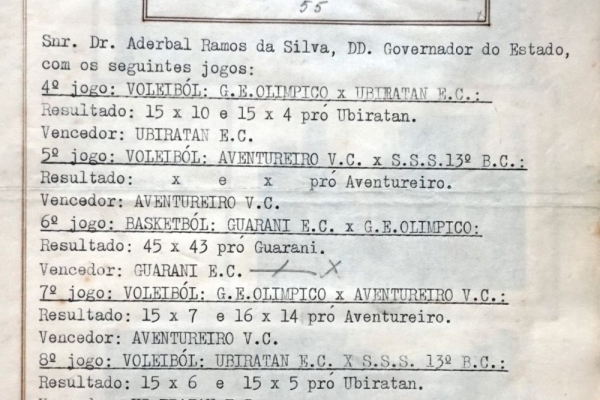 55
Snr. Dr. Aderbal Ramos da Silva, DD. Governador do Estado,
com os seguintes jogos:
4º jogo: VOLEIBÓL: G.E.OLIMPICO x UBIRATAN E.C.:
Resultado: 15 x 10 e 15 x 4 pró Ubiratan.
Vencedor: UBIRATAN E.C.
5º jogo: VOLEIBÓL: AVENTUREIRO V.C. x S.S.S.13º B.C.:
Resultado: x e x pró Aventureiro.
Vencedor: AVENTUREIRO V.C.
6º jogo: BASKETBÓL: GUARANI E.C. x G.E.OLIMPICO:
Resultado: 45 x 43 pró Guarani.
Vencedor: GUARANI E.C. x
7º jogo: VOLEIBÓL: G.E.OLIMPICO x AVENTUREIRO V.C.:
Resultado: 15 x 7 e 16 x 14 pró Aventureiro.
Vencedor: AVENTUREIRO V.C.
8º jogo: VOLEIBÓL: UBIRATAN E.C. X S.S.S. 13º B.C.:
Resultado: 15 x 6 e 15 x 5 pró Ubiratan.